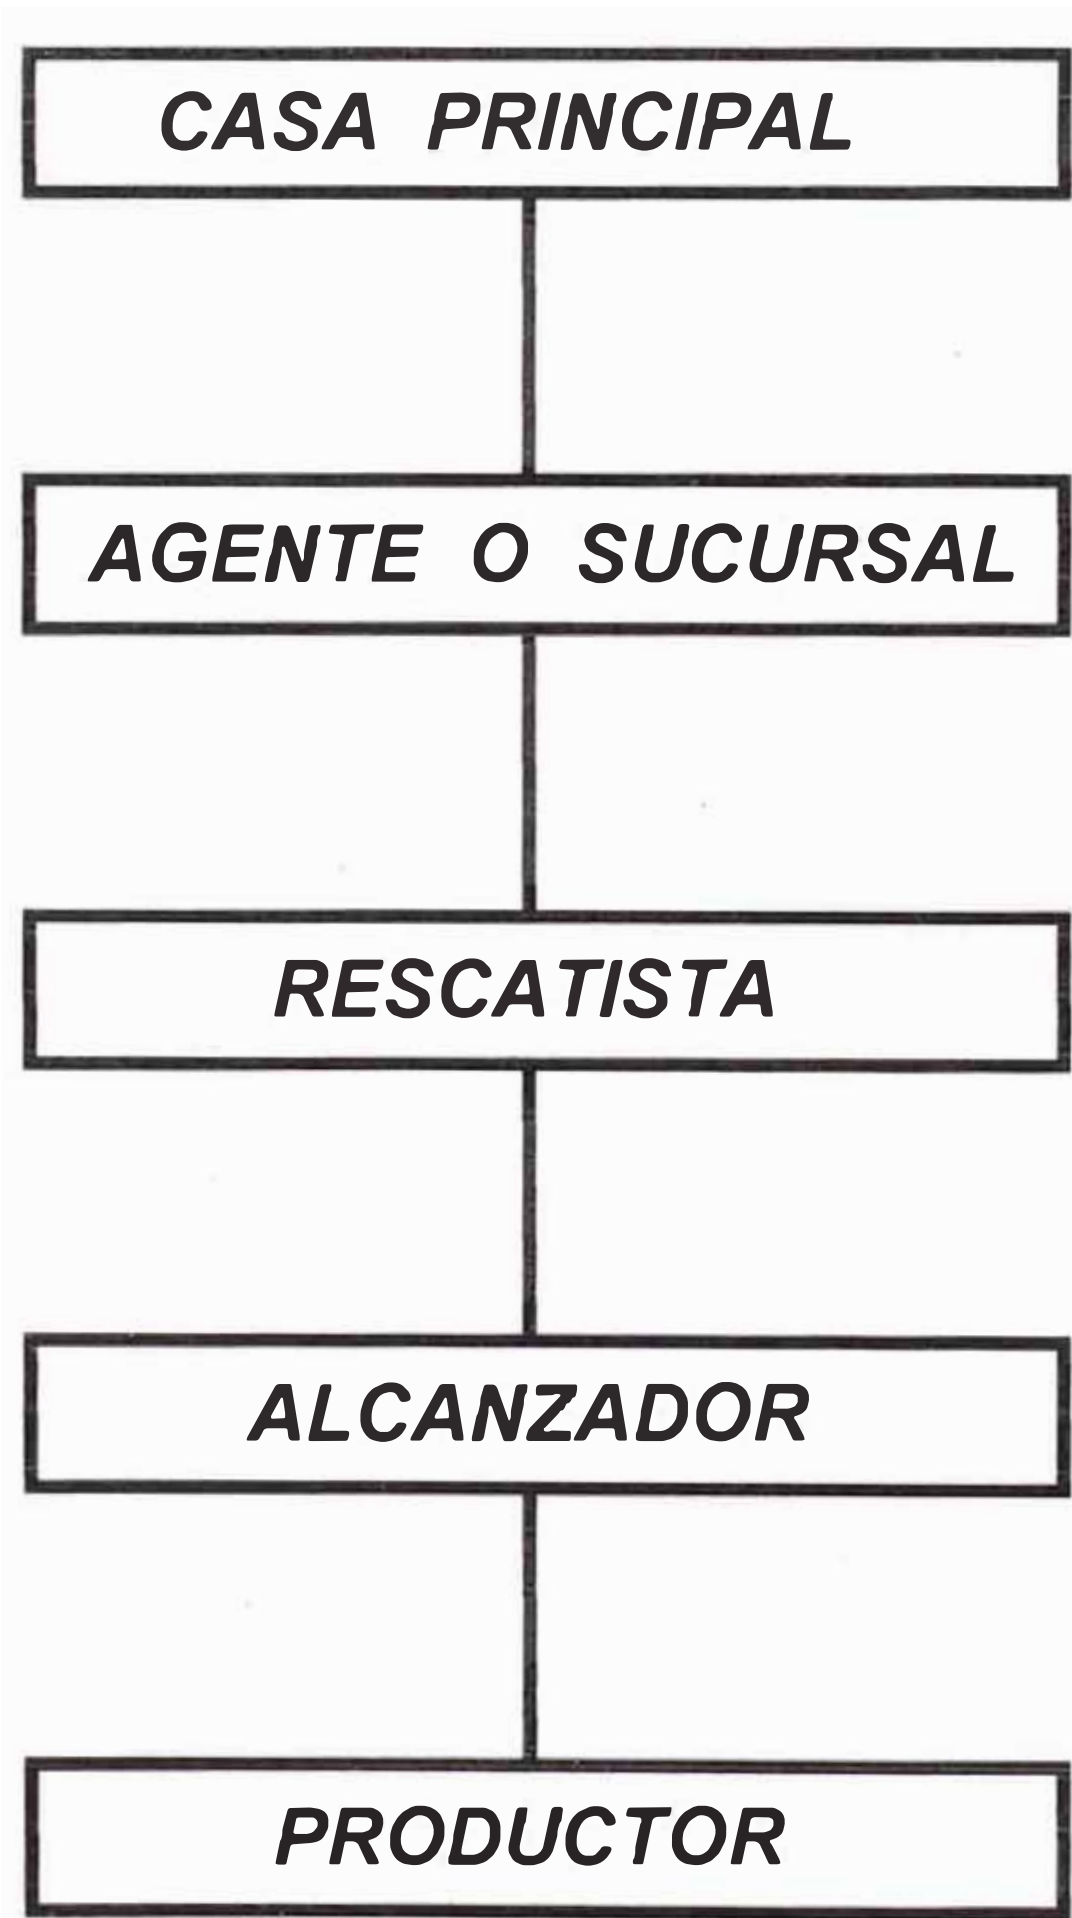 CASA PRINCIPAL
AGENTE O SUCURSAL
RESCATISTA
ALCANZADOR
PRODUCTOR